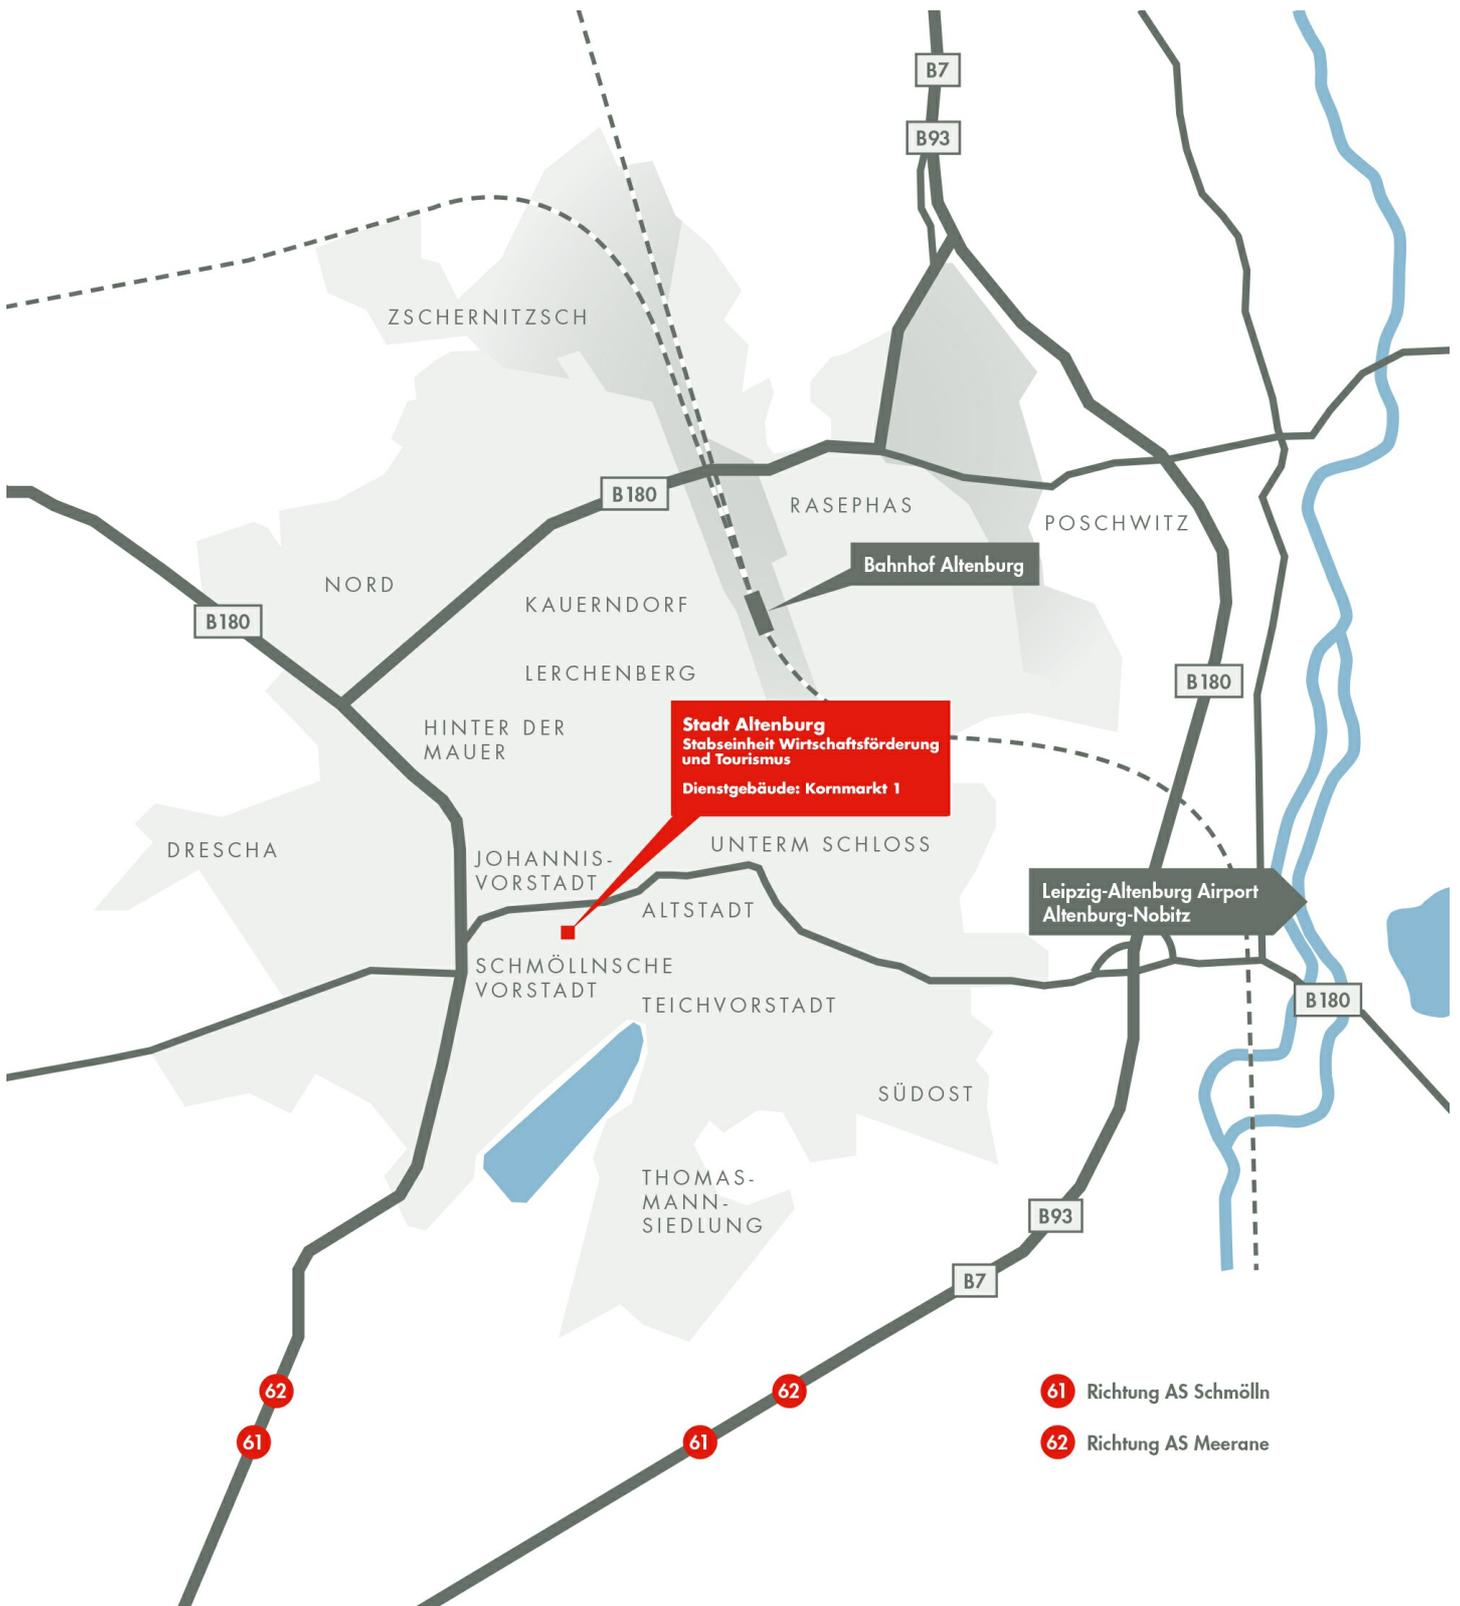 B7
B93
ZSCHERNITZSCH
B180
RASEPHAS
POSCHWITZ
Bahnhof Altenburg
NORD
KAUERNDORF
B180
LERCHENBERG
B180
HINTER DER
MAUER
Stadt Altenburg
Stabseinheit Wirtschaftsförderung
und Tourismus
Dienstgebäude: Kornmarkt 1
DRESCHA
JOHANNIS-
VORSTADT
UNTERM SCHLOSS
Leipzig-Altenburg Airport
Altenburg-Nobitz
ALTSTADT
SCHMÖLLNSCHE
VORSTADT
TEICHVORSTADT
B180
SÜDOST
THOMAS-
MANN-
SIEDLUNG
B93
B7
62
62
61 Richtung AS Schmölln
61
61
62 Richtung AS Meerane